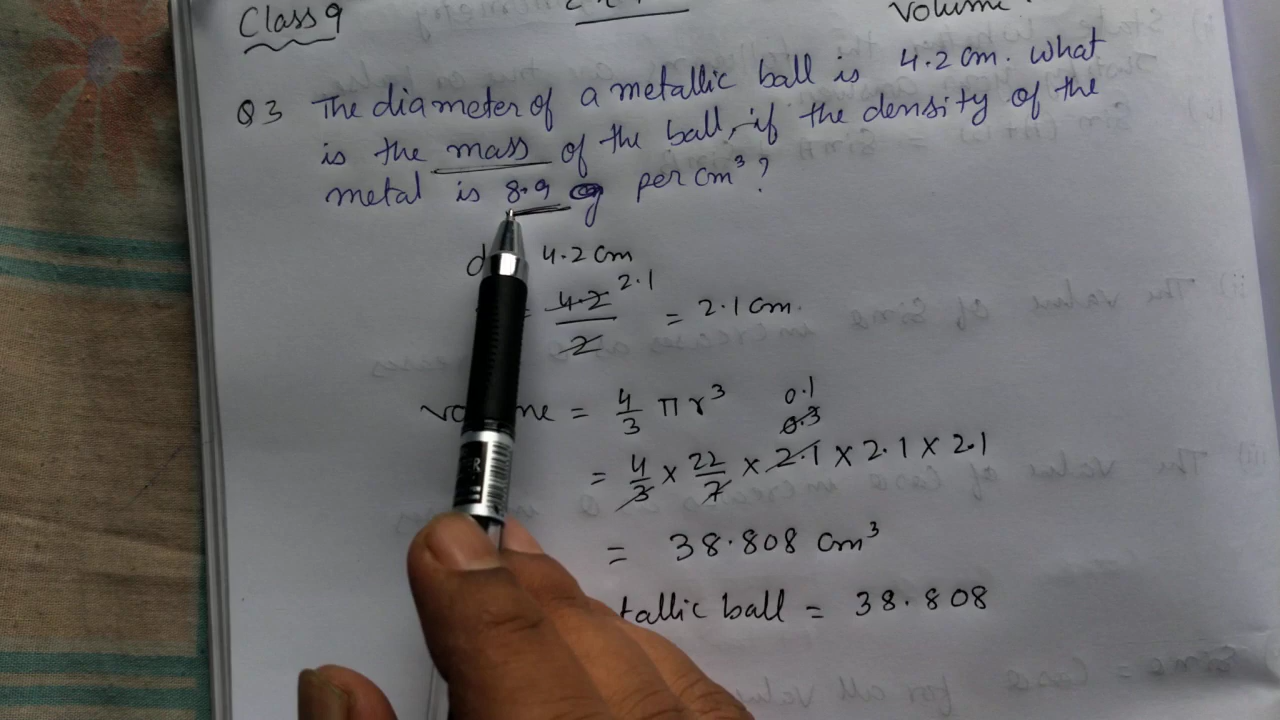 Class 9
Volume.
Q3 The diameter of a metallic ball is 4.2 cm. what
is the mass of the ball, if the density of the
metal is 8.9 g per cm³?
d 4.2 cm
= 4.2/2 2.1 = 2.1 cm.
= 4/3 π r³
0.1
0.3
= 4/3 × 22/7 × 2.1 × 2.1 × 2.1
= 38.808 cm³
tallic ball = 38.808